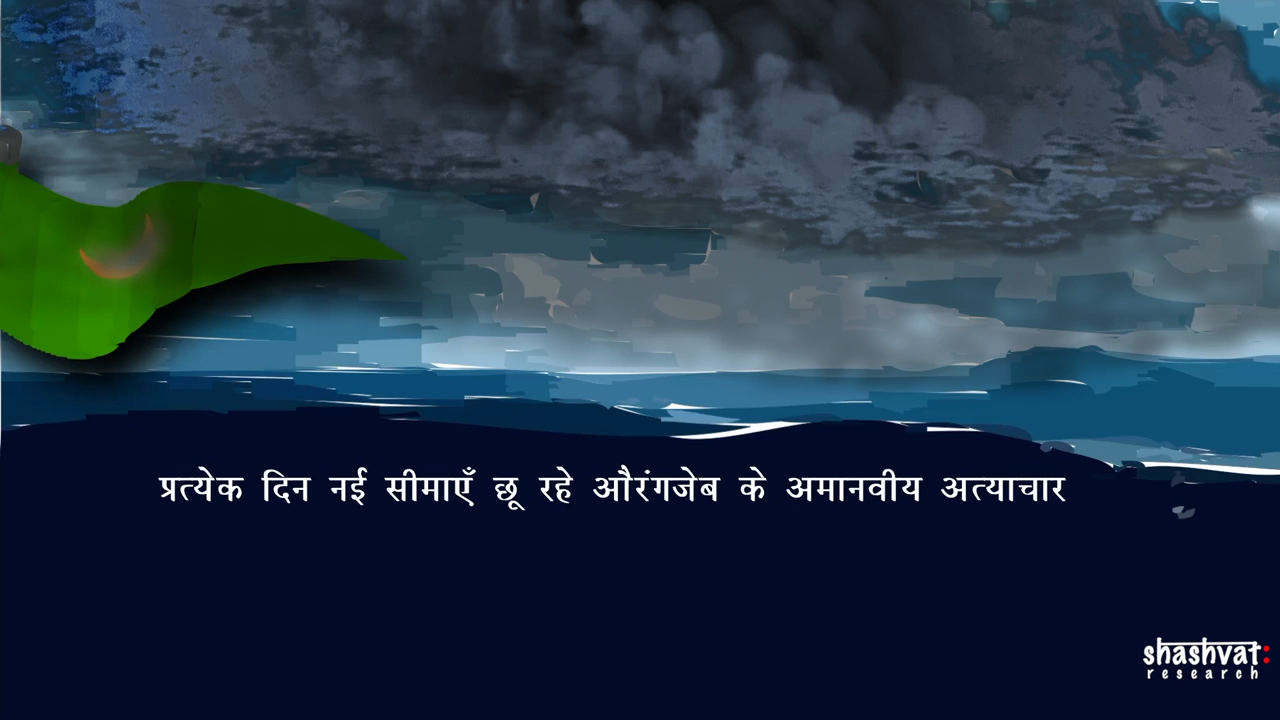 प्रत्येक दिन नई सीमाएँ छू रहे औरंगजेब के अमानवीय अत्याचार
shashvat:
research